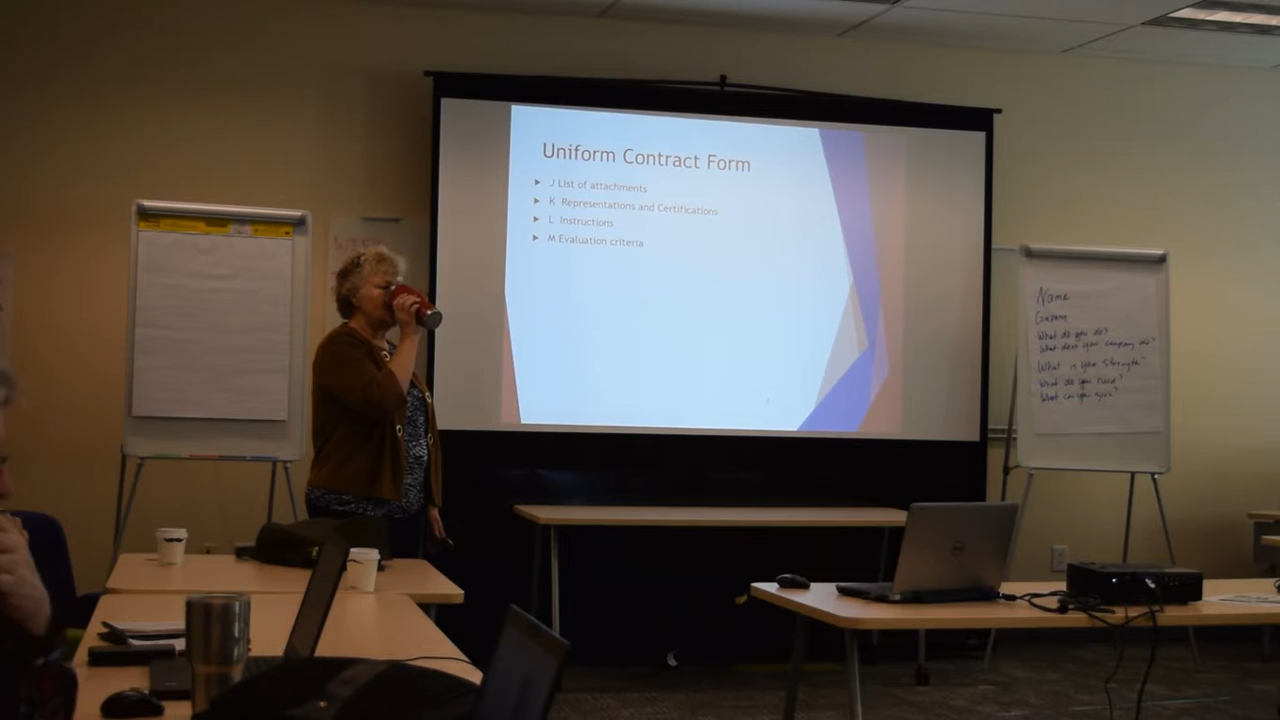 Uniform Contract Form
J List of attachments
K Representations and Certifications
L Instructions
M Evaluation criteria
Name
Company
What do you do?
What does your company do?
What is your strength
What do you need?
What can you give?